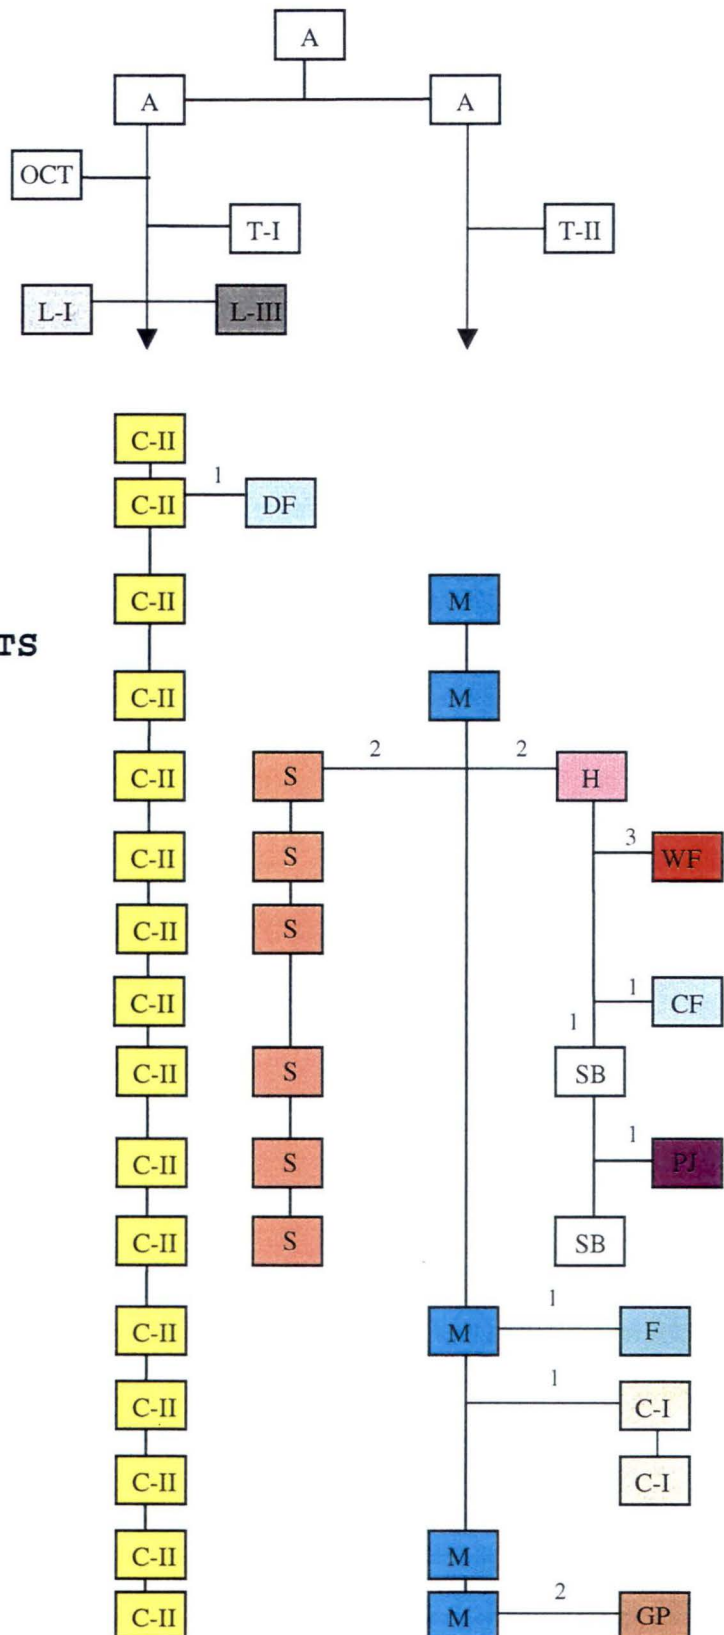 A
A A
OCT
T-I T-II
L-I L-III
C-II
1
C-II DF
C-II M
TS
C-II M
2 2
C-II S H
3
C-II S WF
C-II S
1
C-II CF
1
C-II S SB
1
C-II S PJ
C-II S SB
1
C-II M F
1
C-II C-I
C-II C-I
C-II M
2
C-II M GP